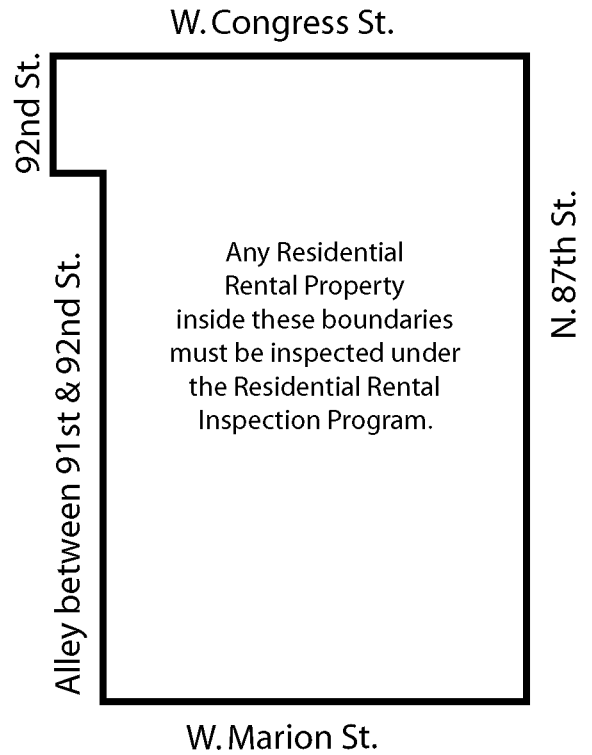 W. Congress St.
92nd St.
N. 87th St.
Any Residential
Rental Property
inside these boundaries
must be inspected under
the Residential Rental
Inspection Program.
Alley between 91st & 92nd St.
W. Marion St.